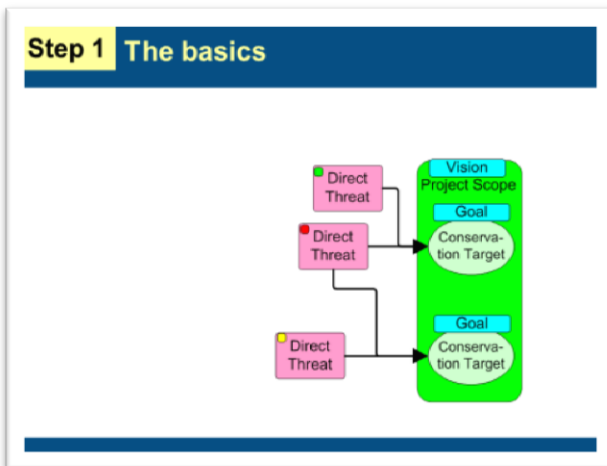 Step 1 The basics
Vision
Project Scope
Direct
Threat
Goal
Conserva-
tion Target
Direct
Threat
Goal
Conserva-
tion Target
Direct
Threat